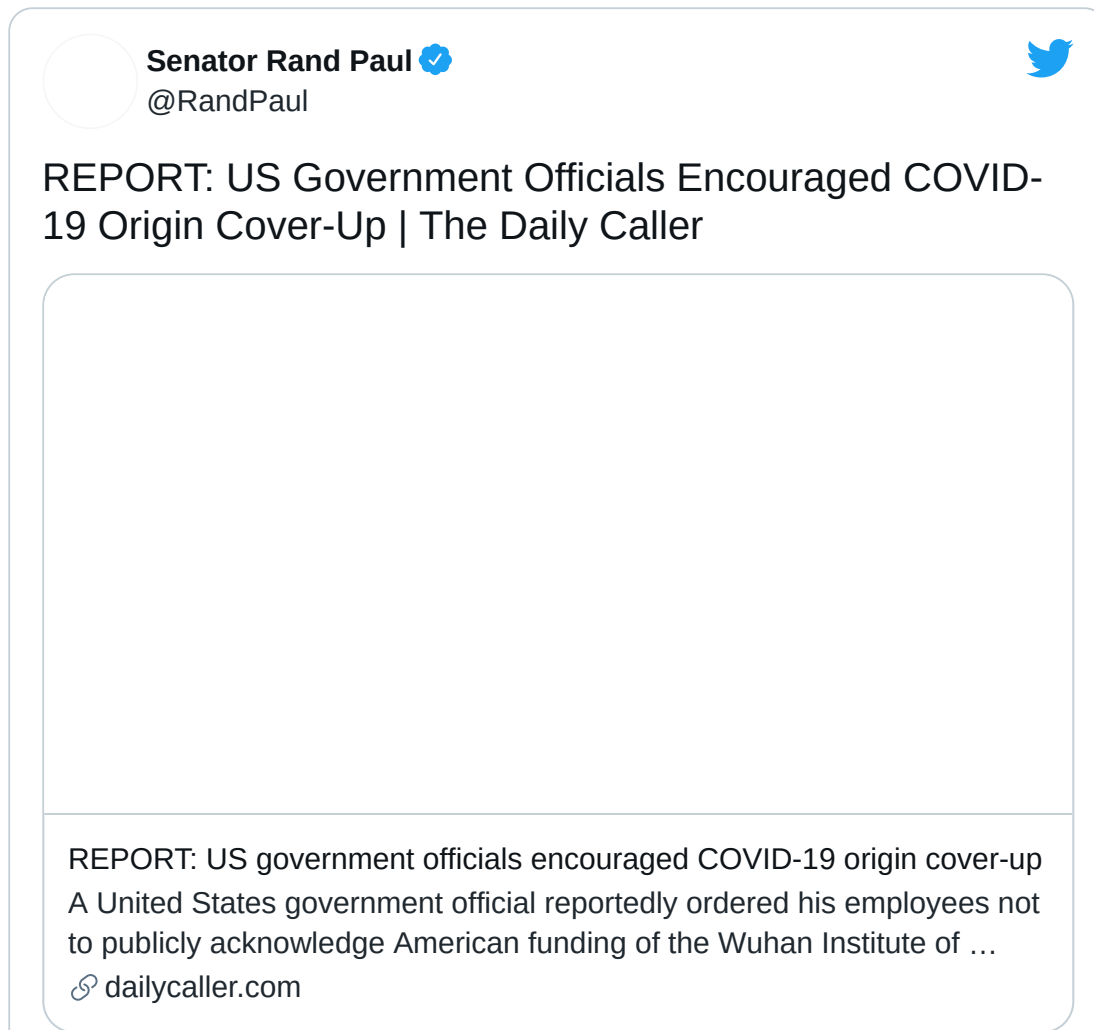 Senator Rand Paul
@RandPaul
REPORT: US Government Officials Encouraged COVID-
19 Origin Cover-Up | The Daily Caller
REPORT: US government officials encouraged COVID-19 origin cover-up
A United States government official reportedly ordered his employees not
to publicly acknowledge American funding of the Wuhan Institute of …
dailycaller.com